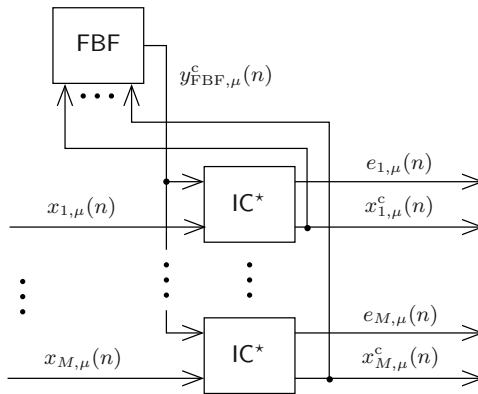 FBF
y^c_{FBF,μ}(n)
e_{1,μ}(n)
x_{1,μ}(n)
IC⋆
x^c_{1,μ}(n)
e_{M,μ}(n)
x_{M,μ}(n)
IC⋆
x^c_{M,μ}(n)